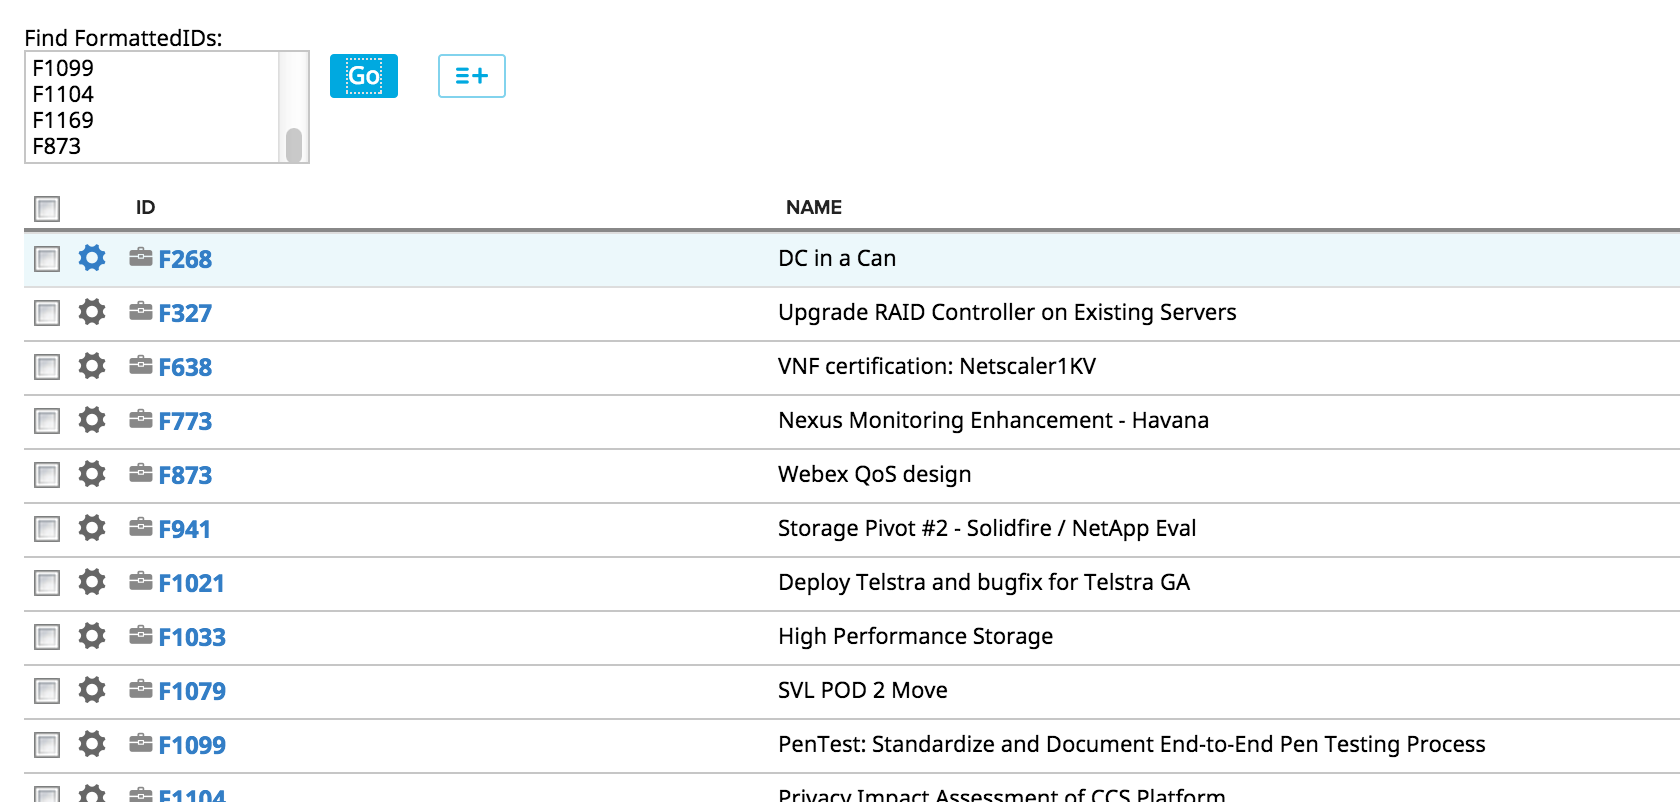 Find FormattedIDs:
F1099
F1104
F1169
F873
Go
ID NAME
F268 DC in a Can
F327 Upgrade RAID Controller on Existing Servers
F638 VNF certification: Netscaler1KV
F773 Nexus Monitoring Enhancement - Havana
F873 Webex QoS design
F941 Storage Pivot #2 - Solidfire / NetApp Eval
F1021 Deploy Telstra and bugfix for Telstra GA
F1033 High Performance Storage
F1079 SVL POD 2 Move
F1099 PenTest: Standardize and Document End-to-End Pen Testing Process
F1104 Privacy Impact Assessment of CCS Platform